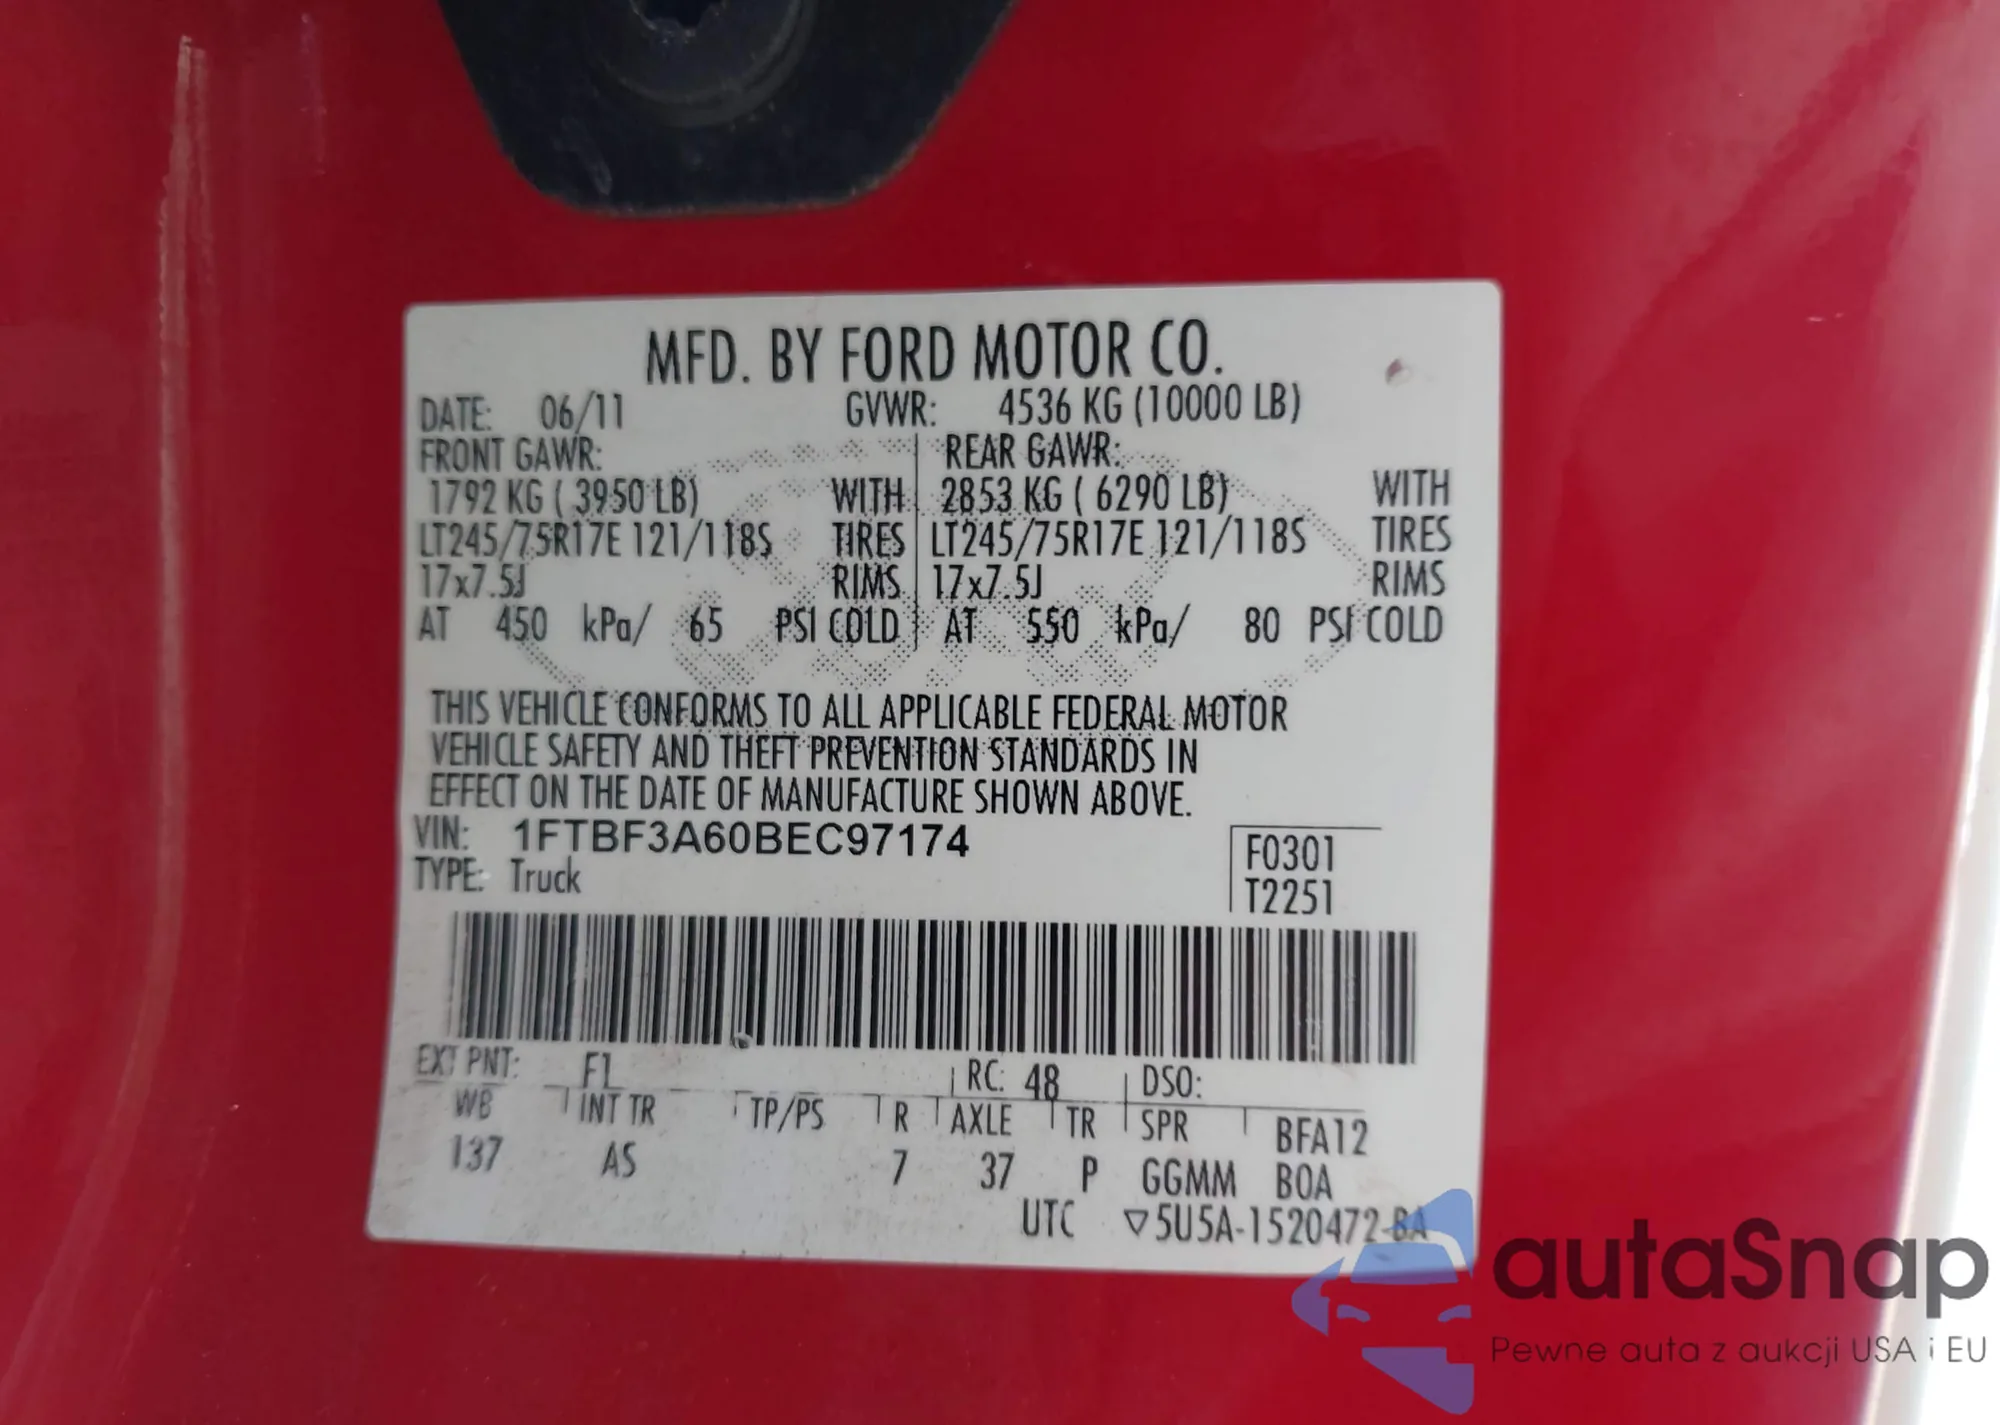 MFD. BY FORD MOTOR CO.
DATE: 06/11 GVWR: 4536 KG (10000 LB)
FRONT GAWR: REAR GAWR:
1792 KG ( 3950 LB) WITH 2853 KG ( 6290 LB) WITH
LT245/75R17E 121/118S TIRES LT245/75R17E 121/118S TIRES
17x7.5J RIMS 17x7.5J RIMS
AT 450 kPa/ 65 PSI COLD AT 550 kPa/ 80 PSI COLD
THIS VEHICLE CONFORMS TO ALL APPLICABLE FEDERAL MOTOR
VEHICLE SAFETY AND THEFT PREVENTION STANDARDS IN
EFFECT ON THE DATE OF MANUFACTURE SHOWN ABOVE.
VIN: 1FTBF3A60BEC97174 F0301
TYPE: Truck T2251
EXT PNT: F1 RC: 48 DSO:
WB INT TR TP/PS R AXLE TR SPR BFA12
137 AS 7 37 P GGMM BOA
UTC ▽5U5A-1520472-BA
autaSnap
Pewne auta z aukcji USA i EU